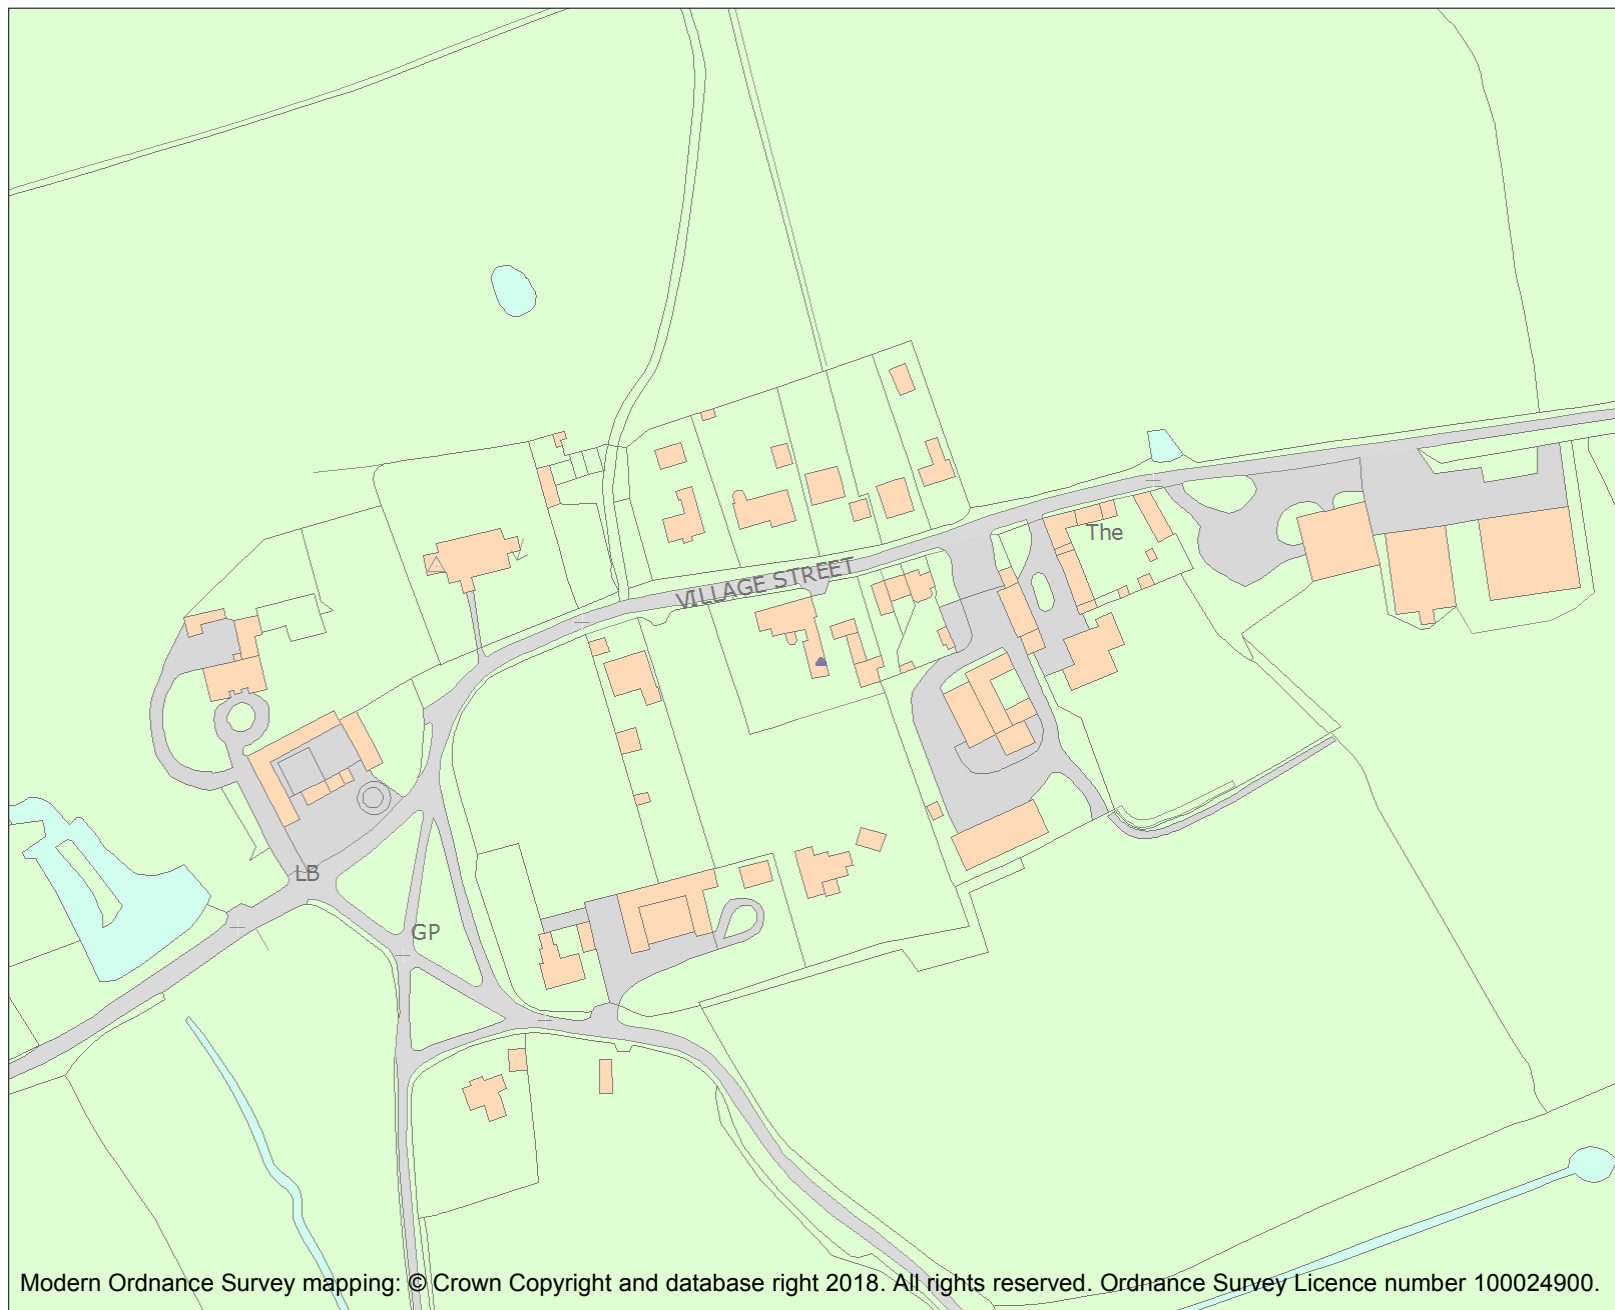 The
VILLAGE STREET
LB
GP
Modern Ordnance Survey mapping: © Crown Copyright and database right 2018. All rights reserved. Ordnance Survey Licence number 100024900.